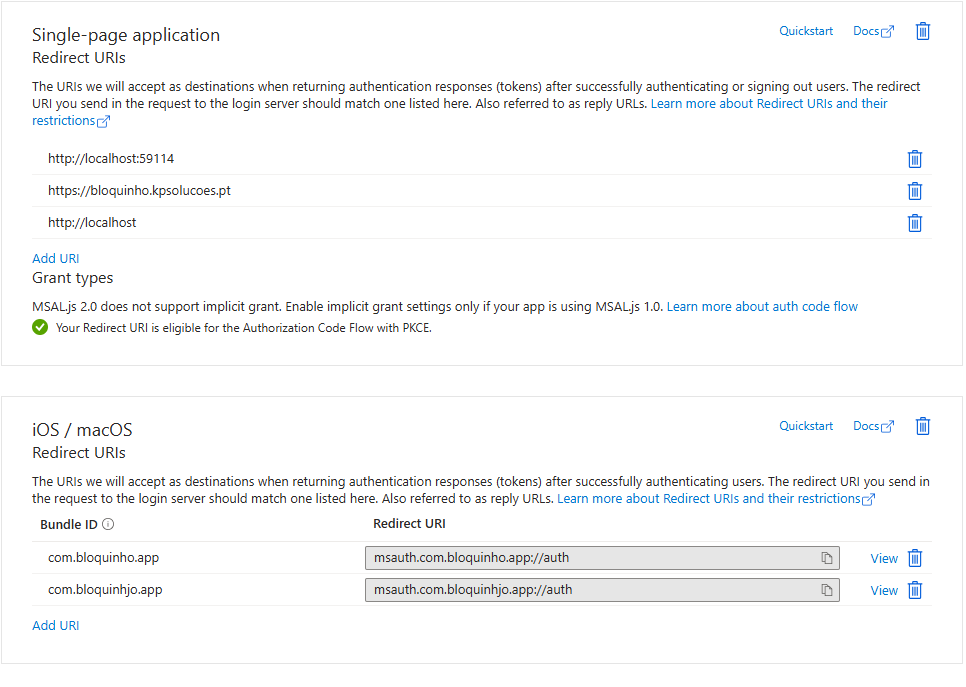 Single-page application
Quickstart
Docs
Redirect URIs
The URIs we will accept as destinations when returning authentication responses (tokens) after successfully authenticating or signing out users. The redirect
URI you send in the request to the login server should match one listed here. Also referred to as reply URLs. Learn more about Redirect URIs and their
restrictions
http://localhost:59114
https://bloquinho.kpsolucoes.pt
http://localhost
Add URI
Grant types
MSAL.js 2.0 does not support implicit grant. Enable implicit grant settings only if your app is using MSAL.js 1.0. Learn more about auth code flow
Your Redirect URI is eligible for the Authorization Code Flow with PKCE.
iOS / macOS
Quickstart
Docs
Redirect URIs
The URIs we will accept as destinations when returning authentication responses (tokens) after successfully authenticating users. The redirect URI you send in
the request to the login server should match one listed here. Also referred to as reply URLs. Learn more about Redirect URIs and their restrictions
Bundle ID
Redirect URI
com.bloquinho.app
msauth.com.bloquinho.app://auth
View
com.bloquinhjo.app
msauth.com.bloquinhjo.app://auth
View
Add URI